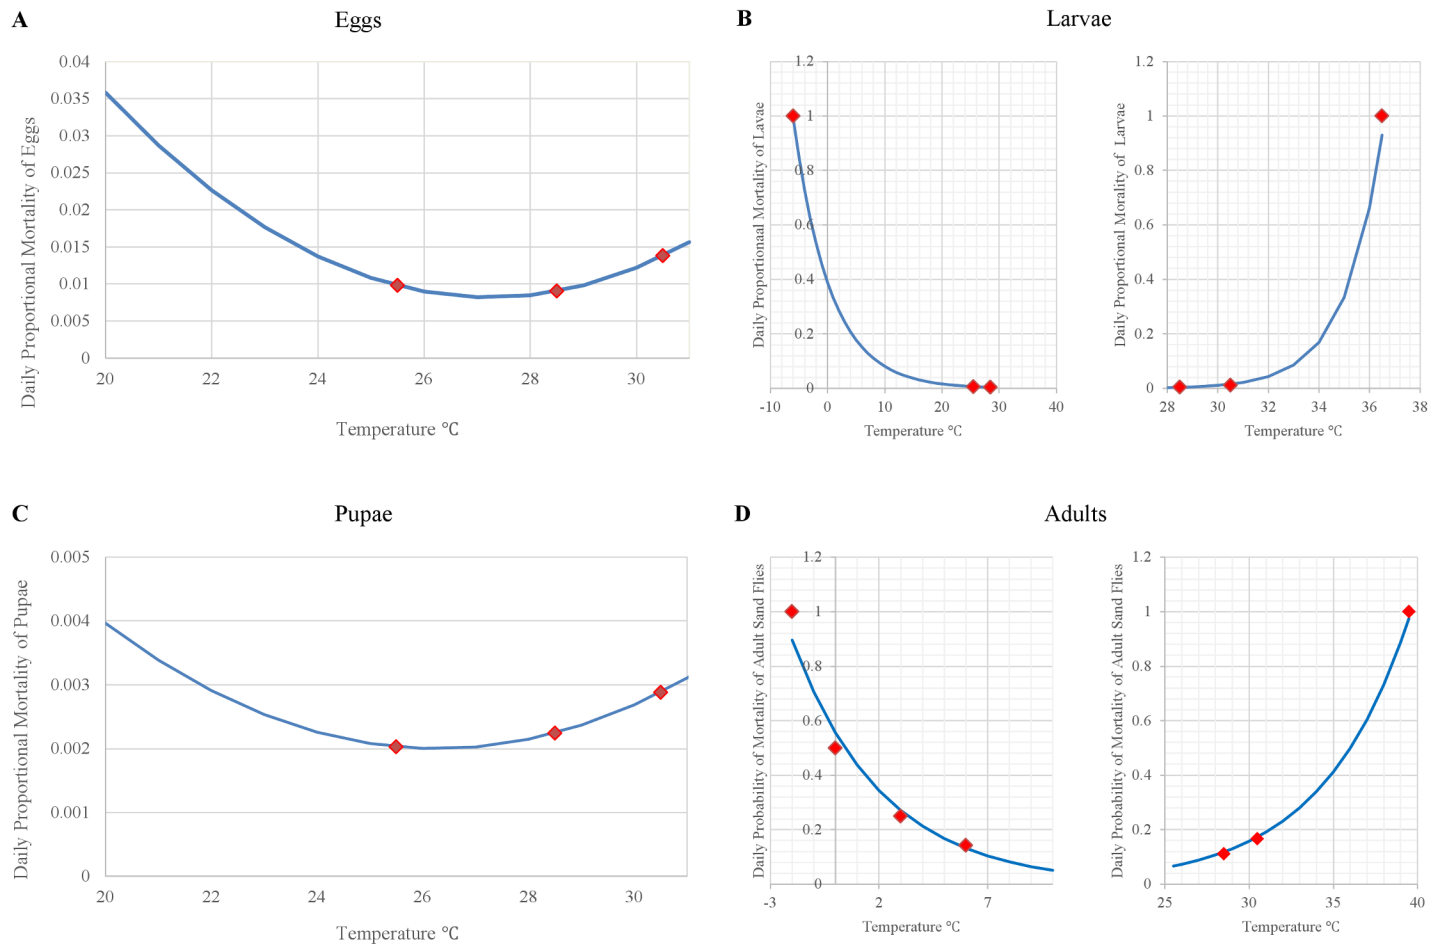 A
Eggs
Daily Proportional Mortality of Eggs
0.04
0.035
0.03
0.025
0.02
0.015
0.01
0.005
0
20 22 24 26 28 30
Temperature °C
B
Larvae
Daily Proportionaal Mortality of Lavae
1.2
1
0.8
0.6
0.4
0.2
0
-10 0 10 20 30 40
Temperature °C
Daily Proportional Morality of Larvae
1.2
1
0.8
0.6
0.4
0.2
0
28 30 32 34 36 38
Temperature °C
C
Pupae
Daily Proportional Mortality of Pupae
0.005
0.004
0.003
0.002
0.001
0
20 22 24 26 28 30
Temperature °C
D
Adults
Daily Probability of Mortality of Adult Sand Flies
1.2
1
0.8
0.6
0.4
0.2
0
-3 2 7
Temperature °C
Daily Probability of Mortality of Adult Sand Flies
1.2
1
0.8
0.6
0.4
0.2
0
25 30 35 40
Temperature °C